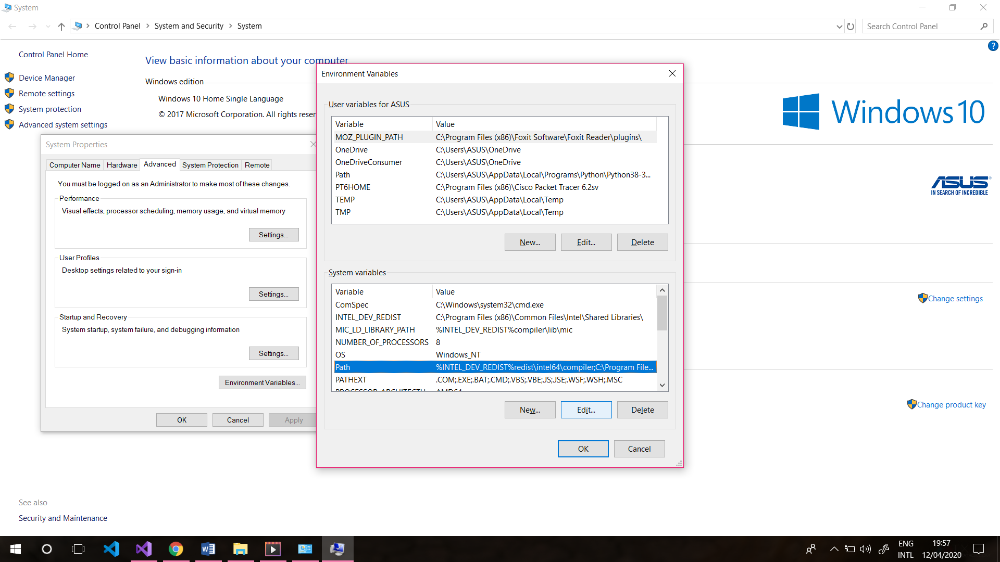 System
Control Panel
System and Security
System
Search Control Panel
Control Panel Home
Device Manager
Remote settings
System protection
Advanced system settings
View basic information about your computer
Windows edition
Windows 10 Home Single Language
© 2017 Microsoft Corporation. All rights reser
Windows 10
ASUS
IN SEARCH OF INCREDIBLE
Change settings
Change product key
System Properties
Computer Name
Hardware
Advanced
System Protection
Remote
You must be logged on as an Administrator to make most of these changes.
Performance
Visual effects, processor scheduling, memory usage, and virtual memory
Settings...
User Profiles
Desktop settings related to your sign-in
Settings...
Startup and Recovery
System startup, system failure, and debugging information
Settings...
Environment Variables...
OK
Cancel
Apply
Environment Variables
User variables for ASUS
Variable Value
MOZ_PLUGIN_PATH C:\Program Files (x86)\Foxit Software\Foxit Reader\plugins\
OneDrive C:\Users\ASUS\OneDrive
OneDriveConsumer C:\Users\ASUS\OneDrive
Path C:\Users\ASUS\AppData\Local\Programs\Python\Python38-3...
PT6HOME C:\Program Files (x86)\Cisco Packet Tracer 6.2sv
TEMP C:\Users\ASUS\AppData\Local\Temp
TMP C:\Users\ASUS\AppData\Local\Temp
New...
Edit...
Delete
System variables
Variable Value
ComSpec C:\Windows\system32\cmd.exe
INTEL_DEV_REDIST C:\Program Files (x86)\Common Files\Intel\Shared Libraries\
MIC_LD_LIBRARY_PATH %INTEL_DEV_REDIST%compiler\lib\mic
NUMBER_OF_PROCESSORS 8
OS Windows_NT
Path %INTEL_DEV_REDIST%redist\intel64\compiler;C:\Program File...
PATHEXT .COM;.EXE;.BAT;.CMD;.VBS;.VBE;.JS;.JSE;.WSF;.WSH;.MSC
PROCESSOR_ARCHITECTU AMD64
New...
Edit...
Delete
OK
Cancel
See also
Security and Maintenance
ENG
INTL
19:57
12/04/2020